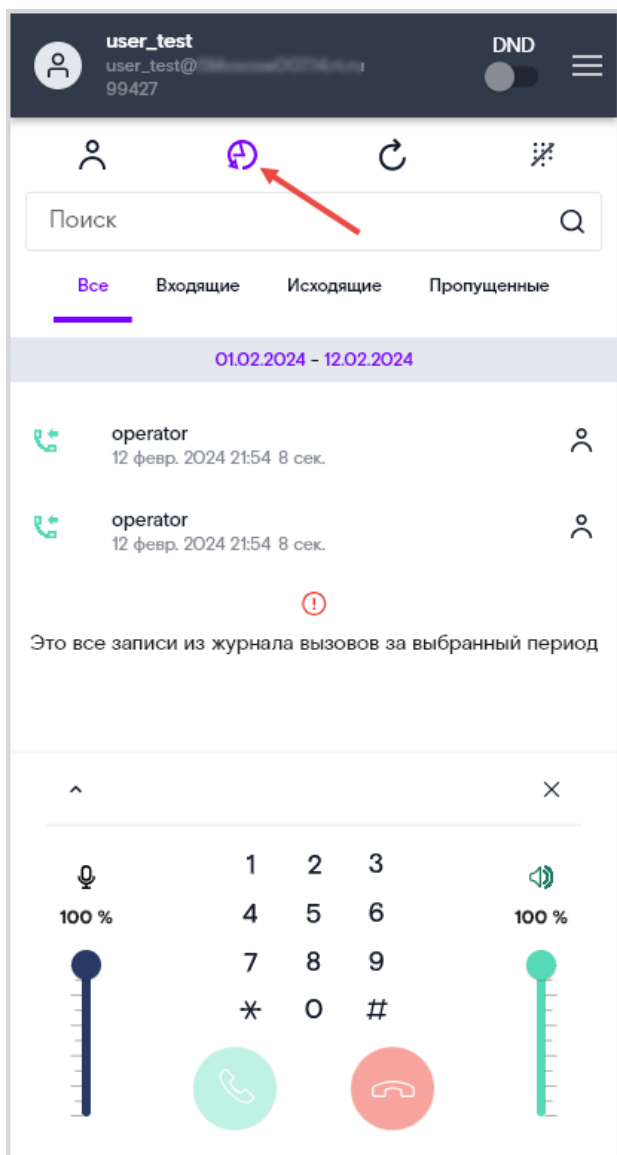 user_test
DND
user_test@
99427
Поиск
Все Входящие Исходящие Пропущенные
01.02.2024 - 12.02.2024
operator
12 февр. 2024 21:54 8 сек.
operator
12 февр. 2024 21:54 8 сек.
Это все записи из журнала вызовов за выбранный период
1 2 3
100 % 4 5 6 100 %
7 8 9
* 0 #